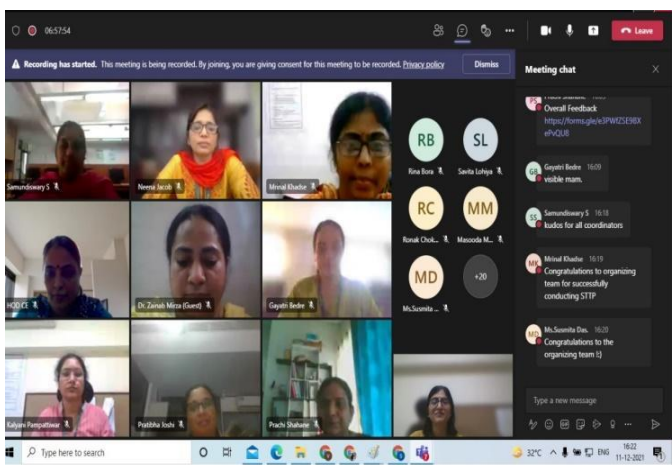 06:57:54
Leave
Recording has started. This meeting is being recorded. By joining, you are giving consent for this meeting to be recorded. Privacy policy
Dismiss
Samundiswary S
Neena Jacob
Mrinal Khadse
HOD CE
Dr. Zainab Mirza (Guest)
Gayatri Bedre
Kalyani Pampattiwar
Pratibha Joshi
Prachi Shahane
RB
SL
Rina Bora
Savita Lohiya
RC
MM
Ronak Chok...
Masooda M...
MD
+20
Ms.Susmita ...
Meeting chat
PS
Overall Feedback
https://forms.gle/e3PWfZSE9BX
ePvQU8
GB
Gayatri Bedre 16:09
visible mam.
SS
Samundiswary S 16:18
kudos for all coordinators
MK
Mrinal Khadse 16:19
Congratulations to organizing
team for successfully
conducting STTP
MD
Ms.Susmita Das. 16:20
Congratulations to the
organizing team !:)
Type a new message
Type here to search
32°C
ENG
16:22
11-12-2021